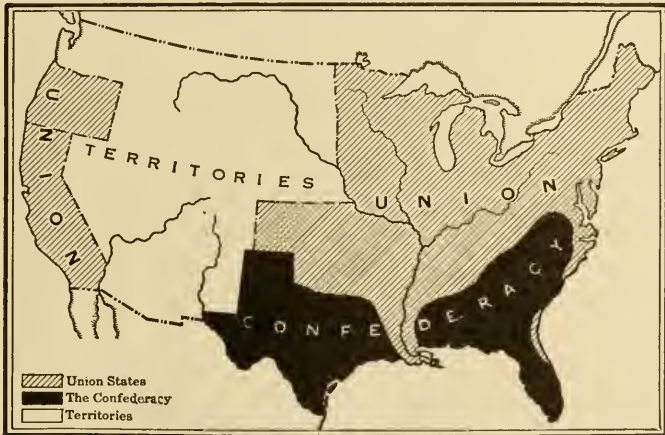 UNION
TERRITORIES
UNION
CONFEDERACY
Union States
The Confederacy
Territories